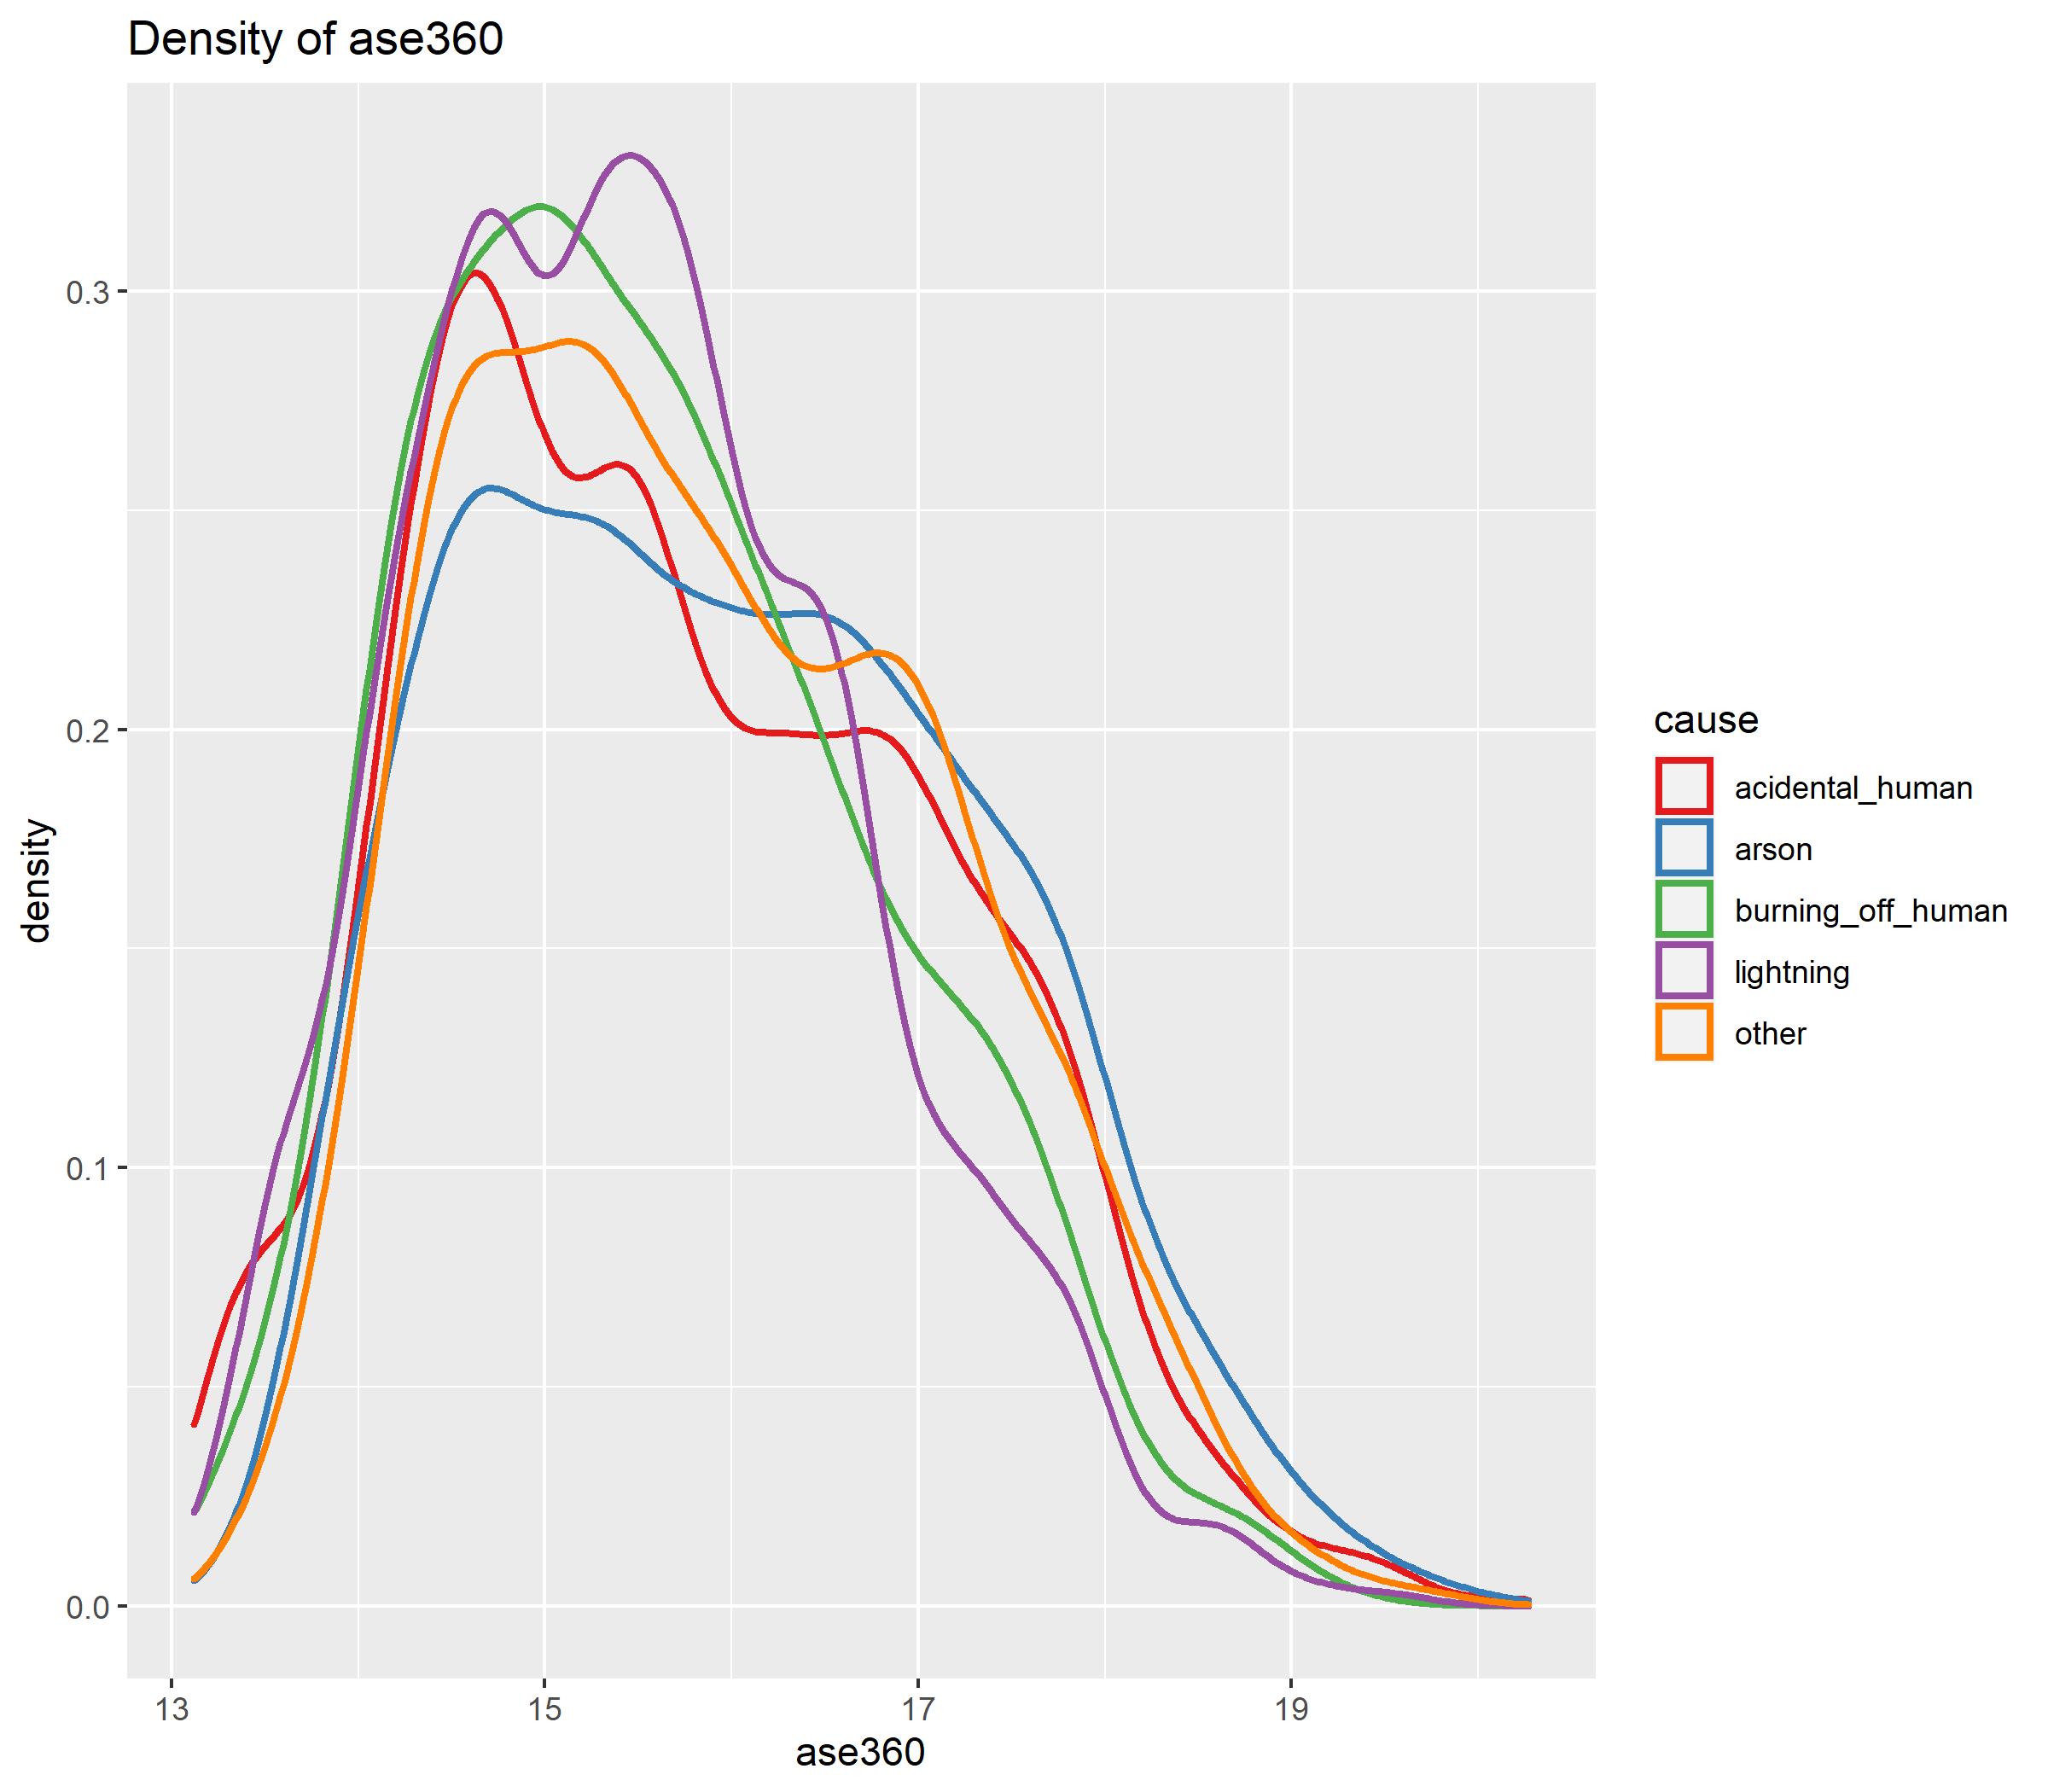 Density of ase360
density
0.3
0.2
0.1
0.0
13 15 17 19
ase360
cause
acidental_human
arson
burning_off_human
lightning
other